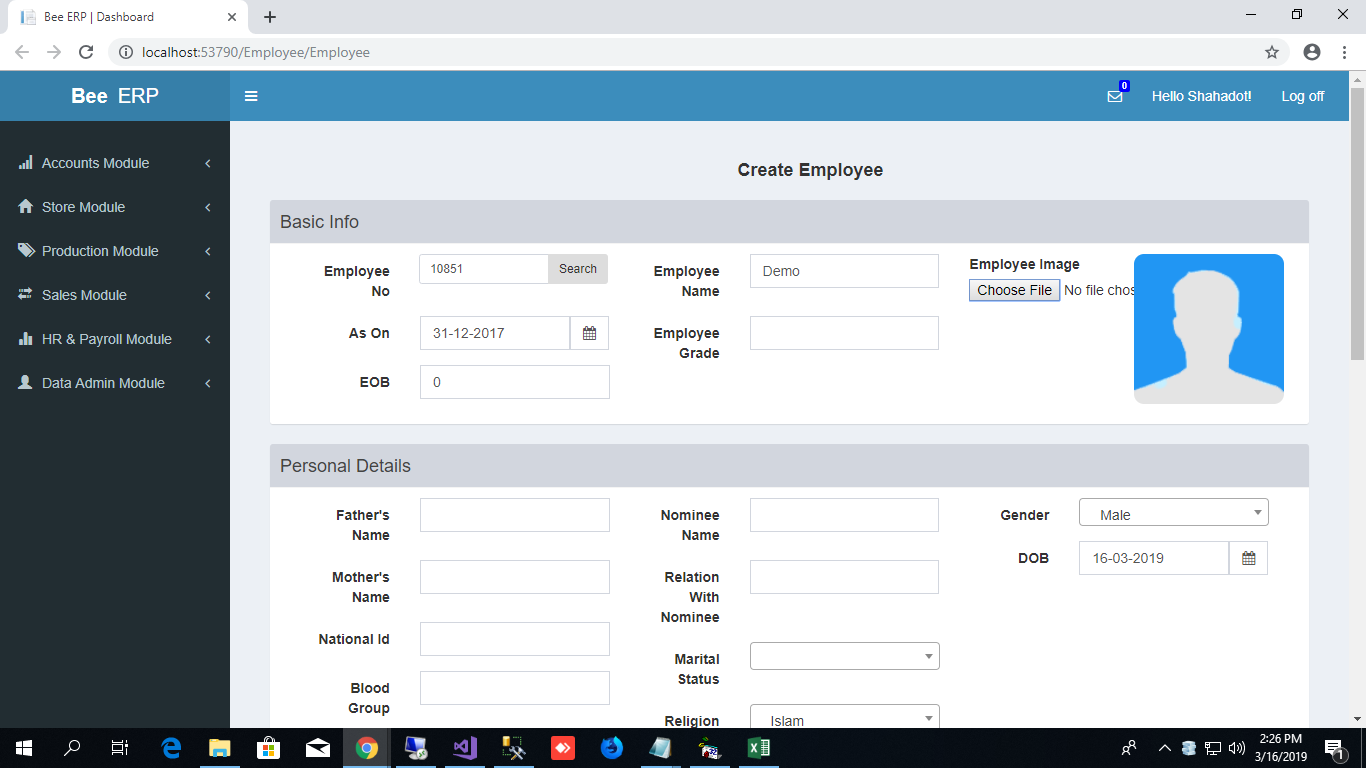 Bee ERP | Dashboard
localhost:53790/Employee/Employee
Bee ERP
0
Hello Shahadot!
Log off
Accounts Module
Store Module
Production Module
Sales Module
HR & Payroll Module
Data Admin Module
Create Employee
Basic Info
Employee No
10851
Search
Employee Name
Demo
Employee Image
Choose File No file chos
As On
31-12-2017
Employee Grade
EOB
0
Personal Details
Father's Name
Nominee Name
Gender
Male
DOB
16-03-2019
Mother's Name
Relation With Nominee
National Id
Marital Status
Blood Group
Religion
Islam
2:26 PM
3/16/2019
1